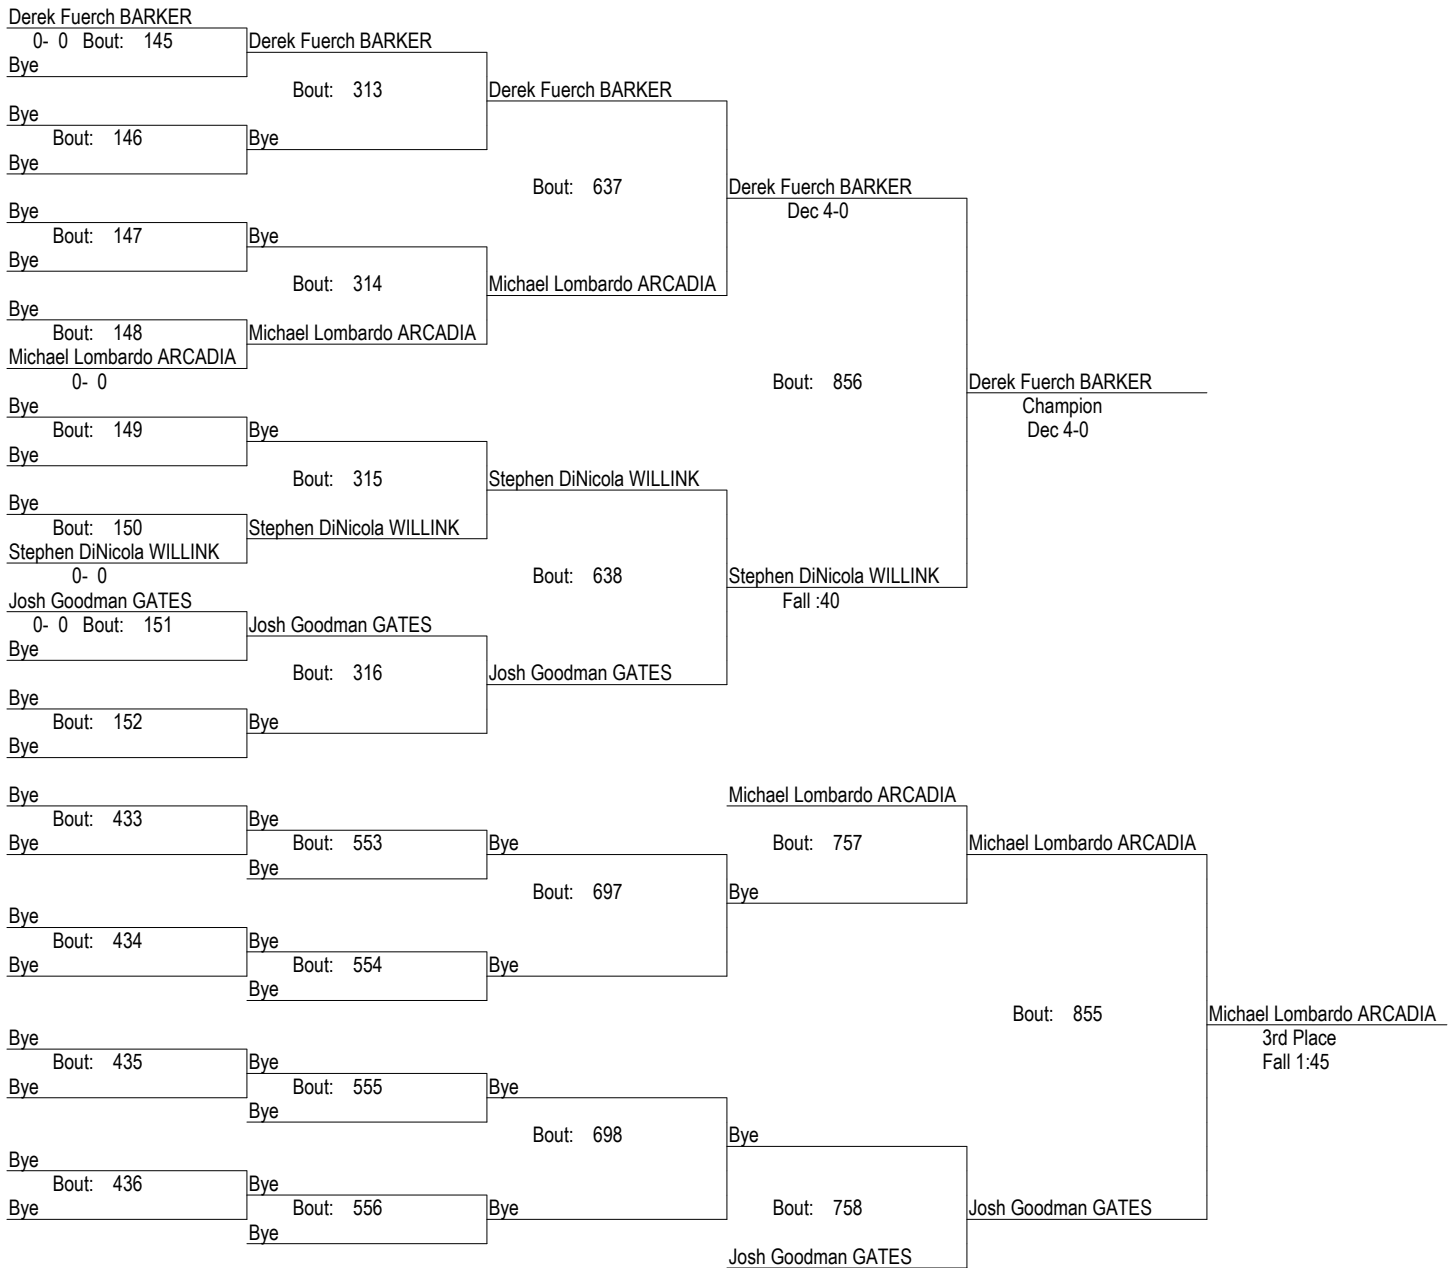 Derek Fuerch BARKER
0- 0 Bout: 145 Derek Fuerch BARKER
Bye
Bout: 313 Derek Fuerch BARKER
Bye
Bout: 146 Bye
Bye
Bout: 637 Derek Fuerch BARKER
Bye Dec 4-0
Bout: 147 Bye
Bye
Bout: 314 Michael Lombardo ARCADIA
Bye
Bout: 148 Michael Lombardo ARCADIA
Michael Lombardo ARCADIA
0- 0 Bout: 856 Derek Fuerch BARKER
Bye Champion
Bout: 149 Bye Dec 4-0
Bye
Bout: 315 Stephen DiNicola WILLINK
Bye
Bout: 150 Stephen DiNicola WILLINK
Stephen DiNicola WILLINK
0- 0 Bout: 638 Stephen DiNicola WILLINK
Josh Goodman GATES Fall :40
0- 0 Bout: 151 Josh Goodman GATES
Bye
Bout: 316 Josh Goodman GATES
Bye
Bout: 152 Bye
Bye
Bye Michael Lombardo ARCADIA
Bout: 433 Bye
Bye Bout: 553 Bye Bout: 757 Michael Lombardo ARCADIA
Bye
Bout: 697 Bye
Bye
Bout: 434 Bye
Bye Bout: 554 Bye
Bye
Bout: 855 Michael Lombardo ARCADIA
Bye 3rd Place
Bout: 435 Bye Fall 1:45
Bye Bout: 555 Bye
Bye
Bout: 698 Bye
Bye
Bout: 436 Bye
Bye Bout: 556 Bye Bout: 758 Josh Goodman GATES
Bye
Josh Goodman GATES